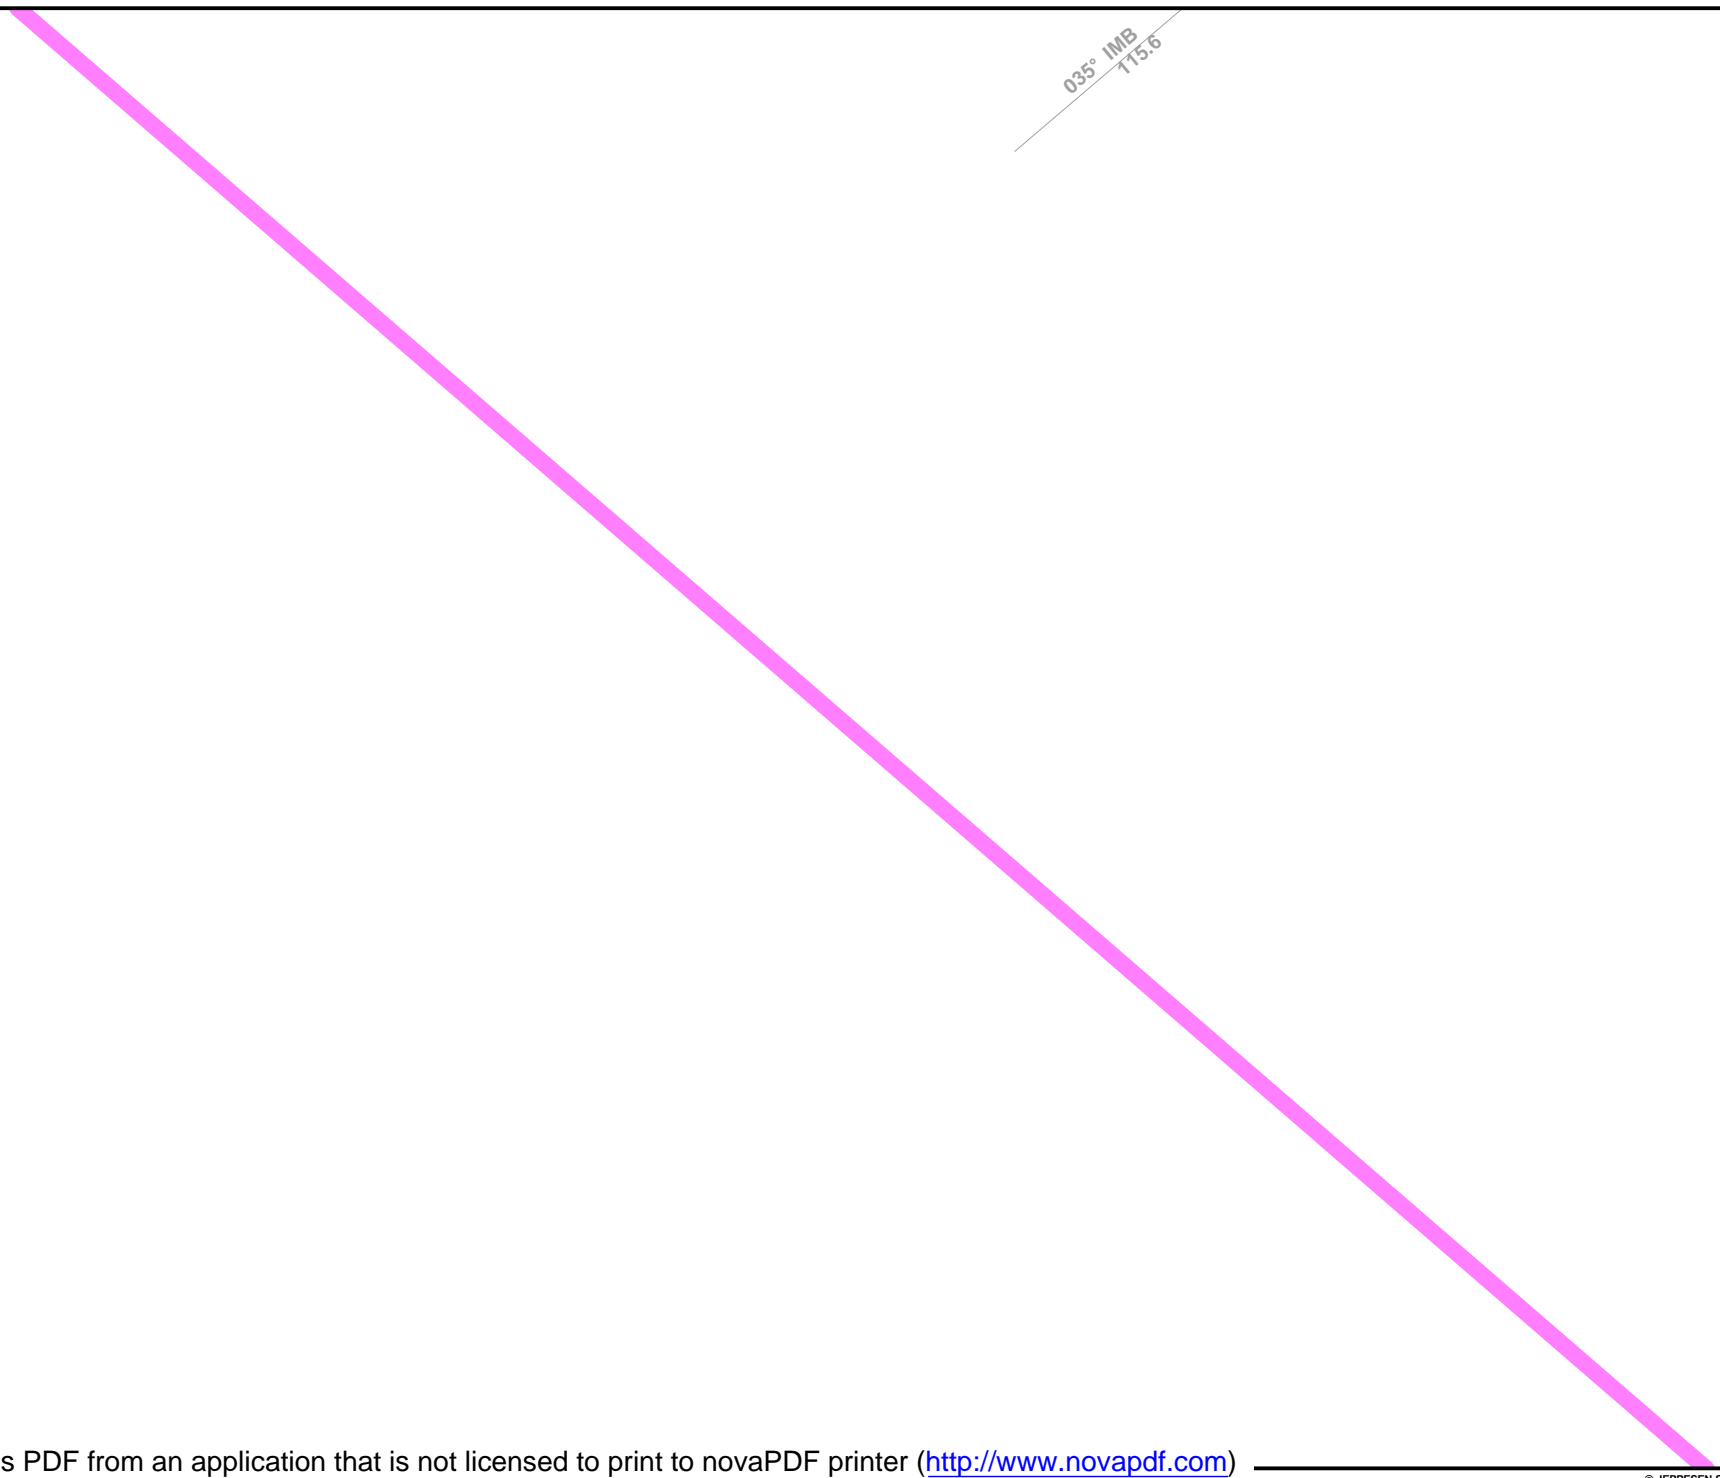 035° IMB
115.6
s PDF from an application that is not licensed to print to novaPDF printer (http://www.novapdf.com)
© JEPPESEN